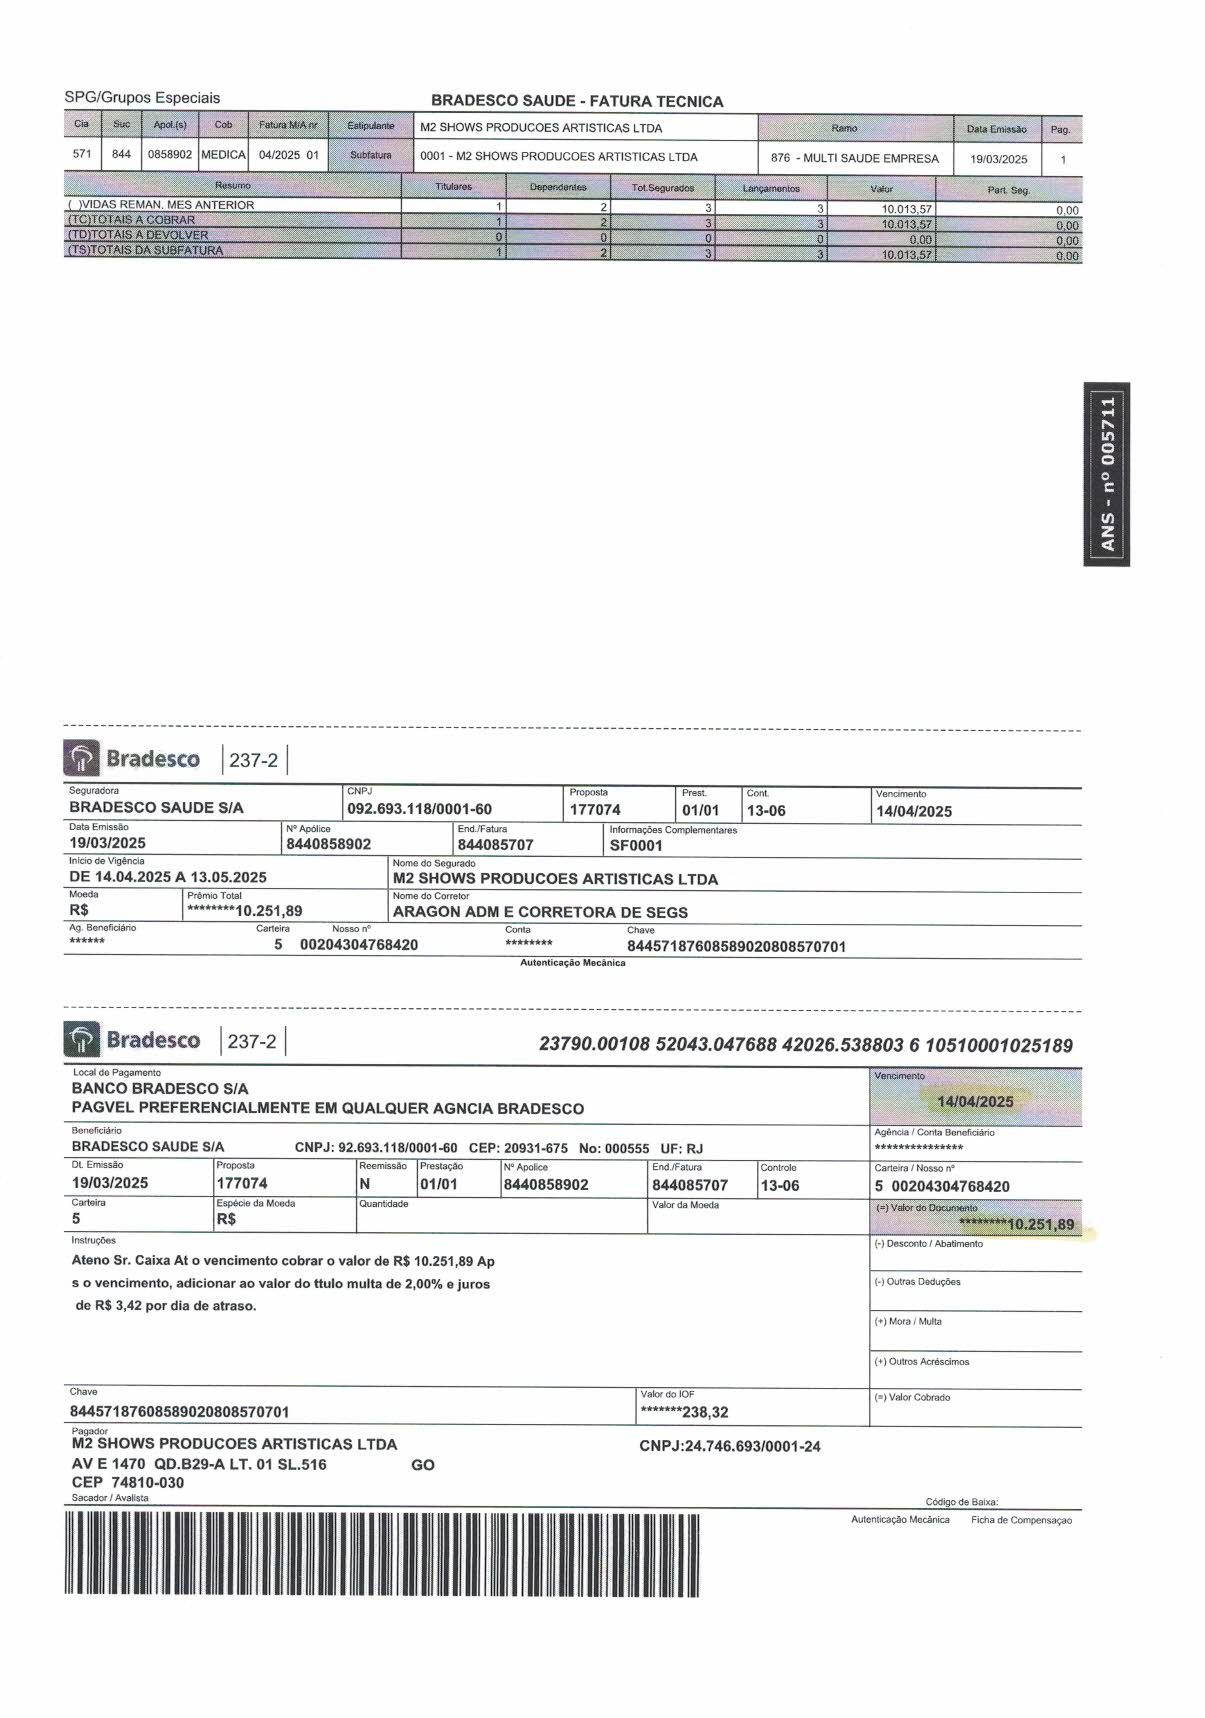 SPG/Grupos Especiais BRADESCO SAUDE - FATURA TECNICA
Cia Suc Apol.(s) Cob Fatura M/A nr Estipulante M2 SHOWS PRODUCOES ARTISTICAS LTDA Ramo Data Emissão Pag.
571 844 0858902 MEDICA 04/2025 01 Subfatura 0001 - M2 SHOWS PRODUCOES ARTISTICAS LTDA 876 - MULTI SAUDE EMPRESA 19/03/2025 1
Resumo Titulares Dependentes Tot.Segurados Lançamentos Valor Part. Seg.
( )VIDAS REMAN. MES ANTERIOR 1 2 3 3 10.013,57 0,00
(TC)TOTAIS A COBRAR 1 2 3 3 10.013,57 0,00
(TD)TOTAIS A DEVOLVER 0 0 0 0 0,00 0,00
(TS)TOTAIS DA SUBFATURA 1 2 3 3 10.013,57 0,00
ANS - nº 005711
Bradesco 237-2
Seguradora CNPJ Proposta Prest. Cont. Vencimento
BRADESCO SAUDE S/A 092.693.118/0001-60 177074 01/01 13-06 14/04/2025
Data Emissão Nº Apólice End./Fatura Informações Complementares
19/03/2025 8440858902 844085707 SF0001
Início de Vigência Nome do Segurado
DE 14.04.2025 A 13.05.2025 M2 SHOWS PRODUCOES ARTISTICAS LTDA
Moeda Prêmio Total Nome do Corretor
R$ ********10.251,89 ARAGON ADM E CORRETORA DE SEGS
Ag. Beneficiário Carteira Nosso nº Conta Chave
****** 5 00204304768420 ******** 84457187608589020808570701
Autenticação Mecânica
Bradesco 237-2 23790.00108 52043.047688 42026.538803 6 10510001025189
Local do Pagamento Vencimento
BANCO BRADESCO S/A
PAGVEL PREFERENCIALMENTE EM QUALQUER AGNCIA BRADESCO 14/04/2025
Beneficiário Agência / Conta Beneficiário
BRADESCO SAUDE S/A CNPJ: 92.693.118/0001-60 CEP: 20931-675 No: 000555 UF: RJ ***************
Dt. Emissão Proposta Reemissão Prestação Nº Apolice End./Fatura Controle Carteira / Nosso nº
19/03/2025 177074 N 01/01 8440858902 844085707 13-06 5 00204304768420
Carteira Espécie da Moeda Quantidade Valor da Moeda (=) Valor do Documento
5 R$ ********10.251,89
Instruções (-) Desconto / Abatimento
Ateno Sr. Caixa At o vencimento cobrar o valor de R$ 10.251,89 Ap
s o vencimento, adicionar ao valor do ttulo multa de 2,00% e juros (-) Outras Deduções
de R$ 3,42 por dia de atraso.
(+) Mora / Multa
(+) Outros Acréscimos
Chave Valor do IOF (=) Valor Cobrado
84457187608589020808570701 *******238,32
Pagador
M2 SHOWS PRODUCOES ARTISTICAS LTDA CNPJ:24.746.693/0001-24
AV E 1470 QD.B29-A LT. 01 SL.516 GO
CEP 74810-030
Sacador / Avalista Código de Baixa:
Autenticação Mecânica Ficha de Compensaçao